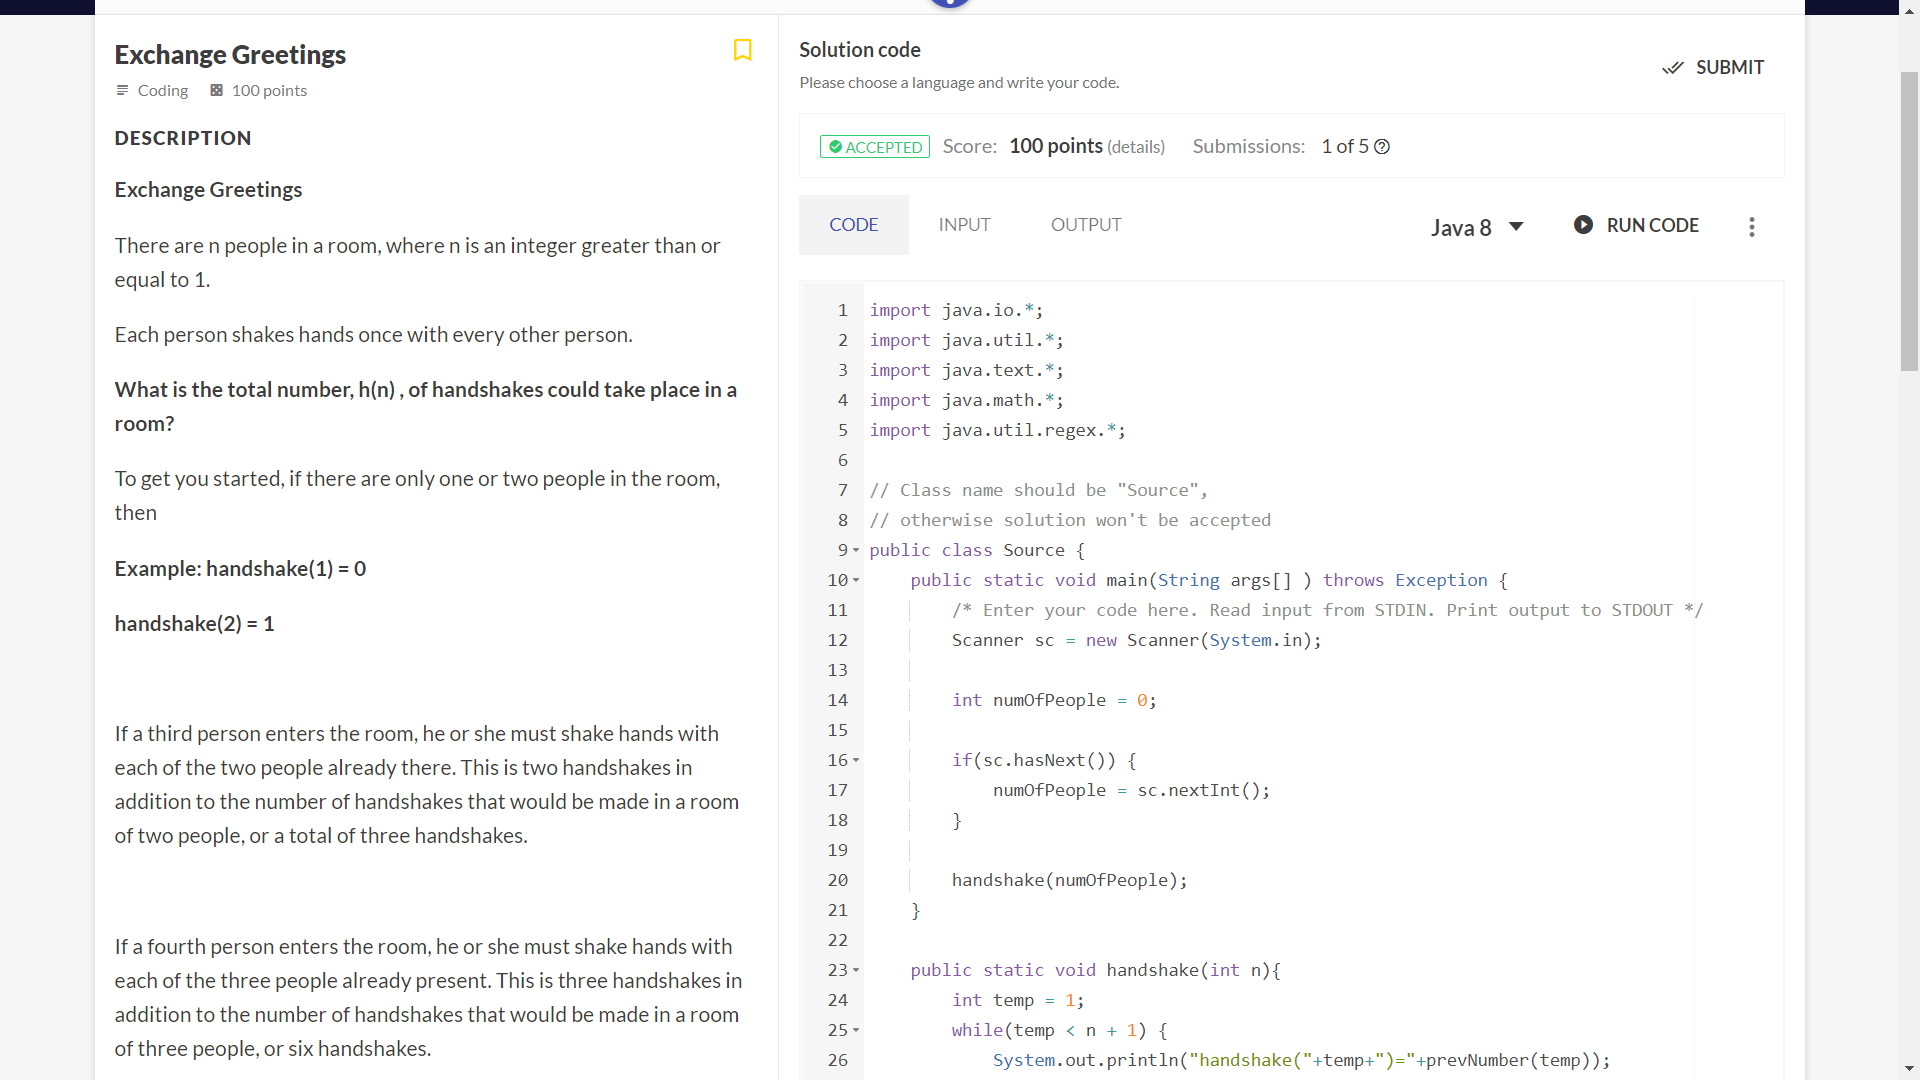 Exchange Greetings
Coding 100 points
DESCRIPTION
Exchange Greetings
There are n people in a room, where n is an integer greater than or
equal to 1.
Each person shakes hands once with every other person.
What is the total number, h(n) , of handshakes could take place in a
room?
To get you started, if there are only one or two people in the room,
then
Example: handshake(1) = 0
handshake(2) = 1
If a third person enters the room, he or she must shake hands with
each of the two people already there. This is two handshakes in
addition to the number of handshakes that would be made in a room
of two people, or a total of three handshakes.
If a fourth person enters the room, he or she must shake hands with
each of the three people already present. This is three handshakes in
addition to the number of handshakes that would be made in a room
of three people, or six handshakes.
Solution code
Please choose a language and write your code.
SUBMIT
ACCEPTED Score: 100 points (details) Submissions: 1 of 5
CODE INPUT OUTPUT Java 8 RUN CODE
1 import java.io.*;
2 import java.util.*;
3 import java.text.*;
4 import java.math.*;
5 import java.util.regex.*;
6
7 // Class name should be "Source",
8 // otherwise solution won't be accepted
9 public class Source {
10 public static void main(String args[] ) throws Exception {
11 /* Enter your code here. Read input from STDIN. Print output to STDOUT */
12 Scanner sc = new Scanner(System.in);
13
14 int numOfPeople = 0;
15
16 if(sc.hasNext()) {
17 numOfPeople = sc.nextInt();
18 }
19
20 handshake(numOfPeople);
21 }
22
23 public static void handshake(int n){
24 int temp = 1;
25 while(temp < n + 1) {
26 System.out.println("handshake("+temp+")="+prevNumber(temp));